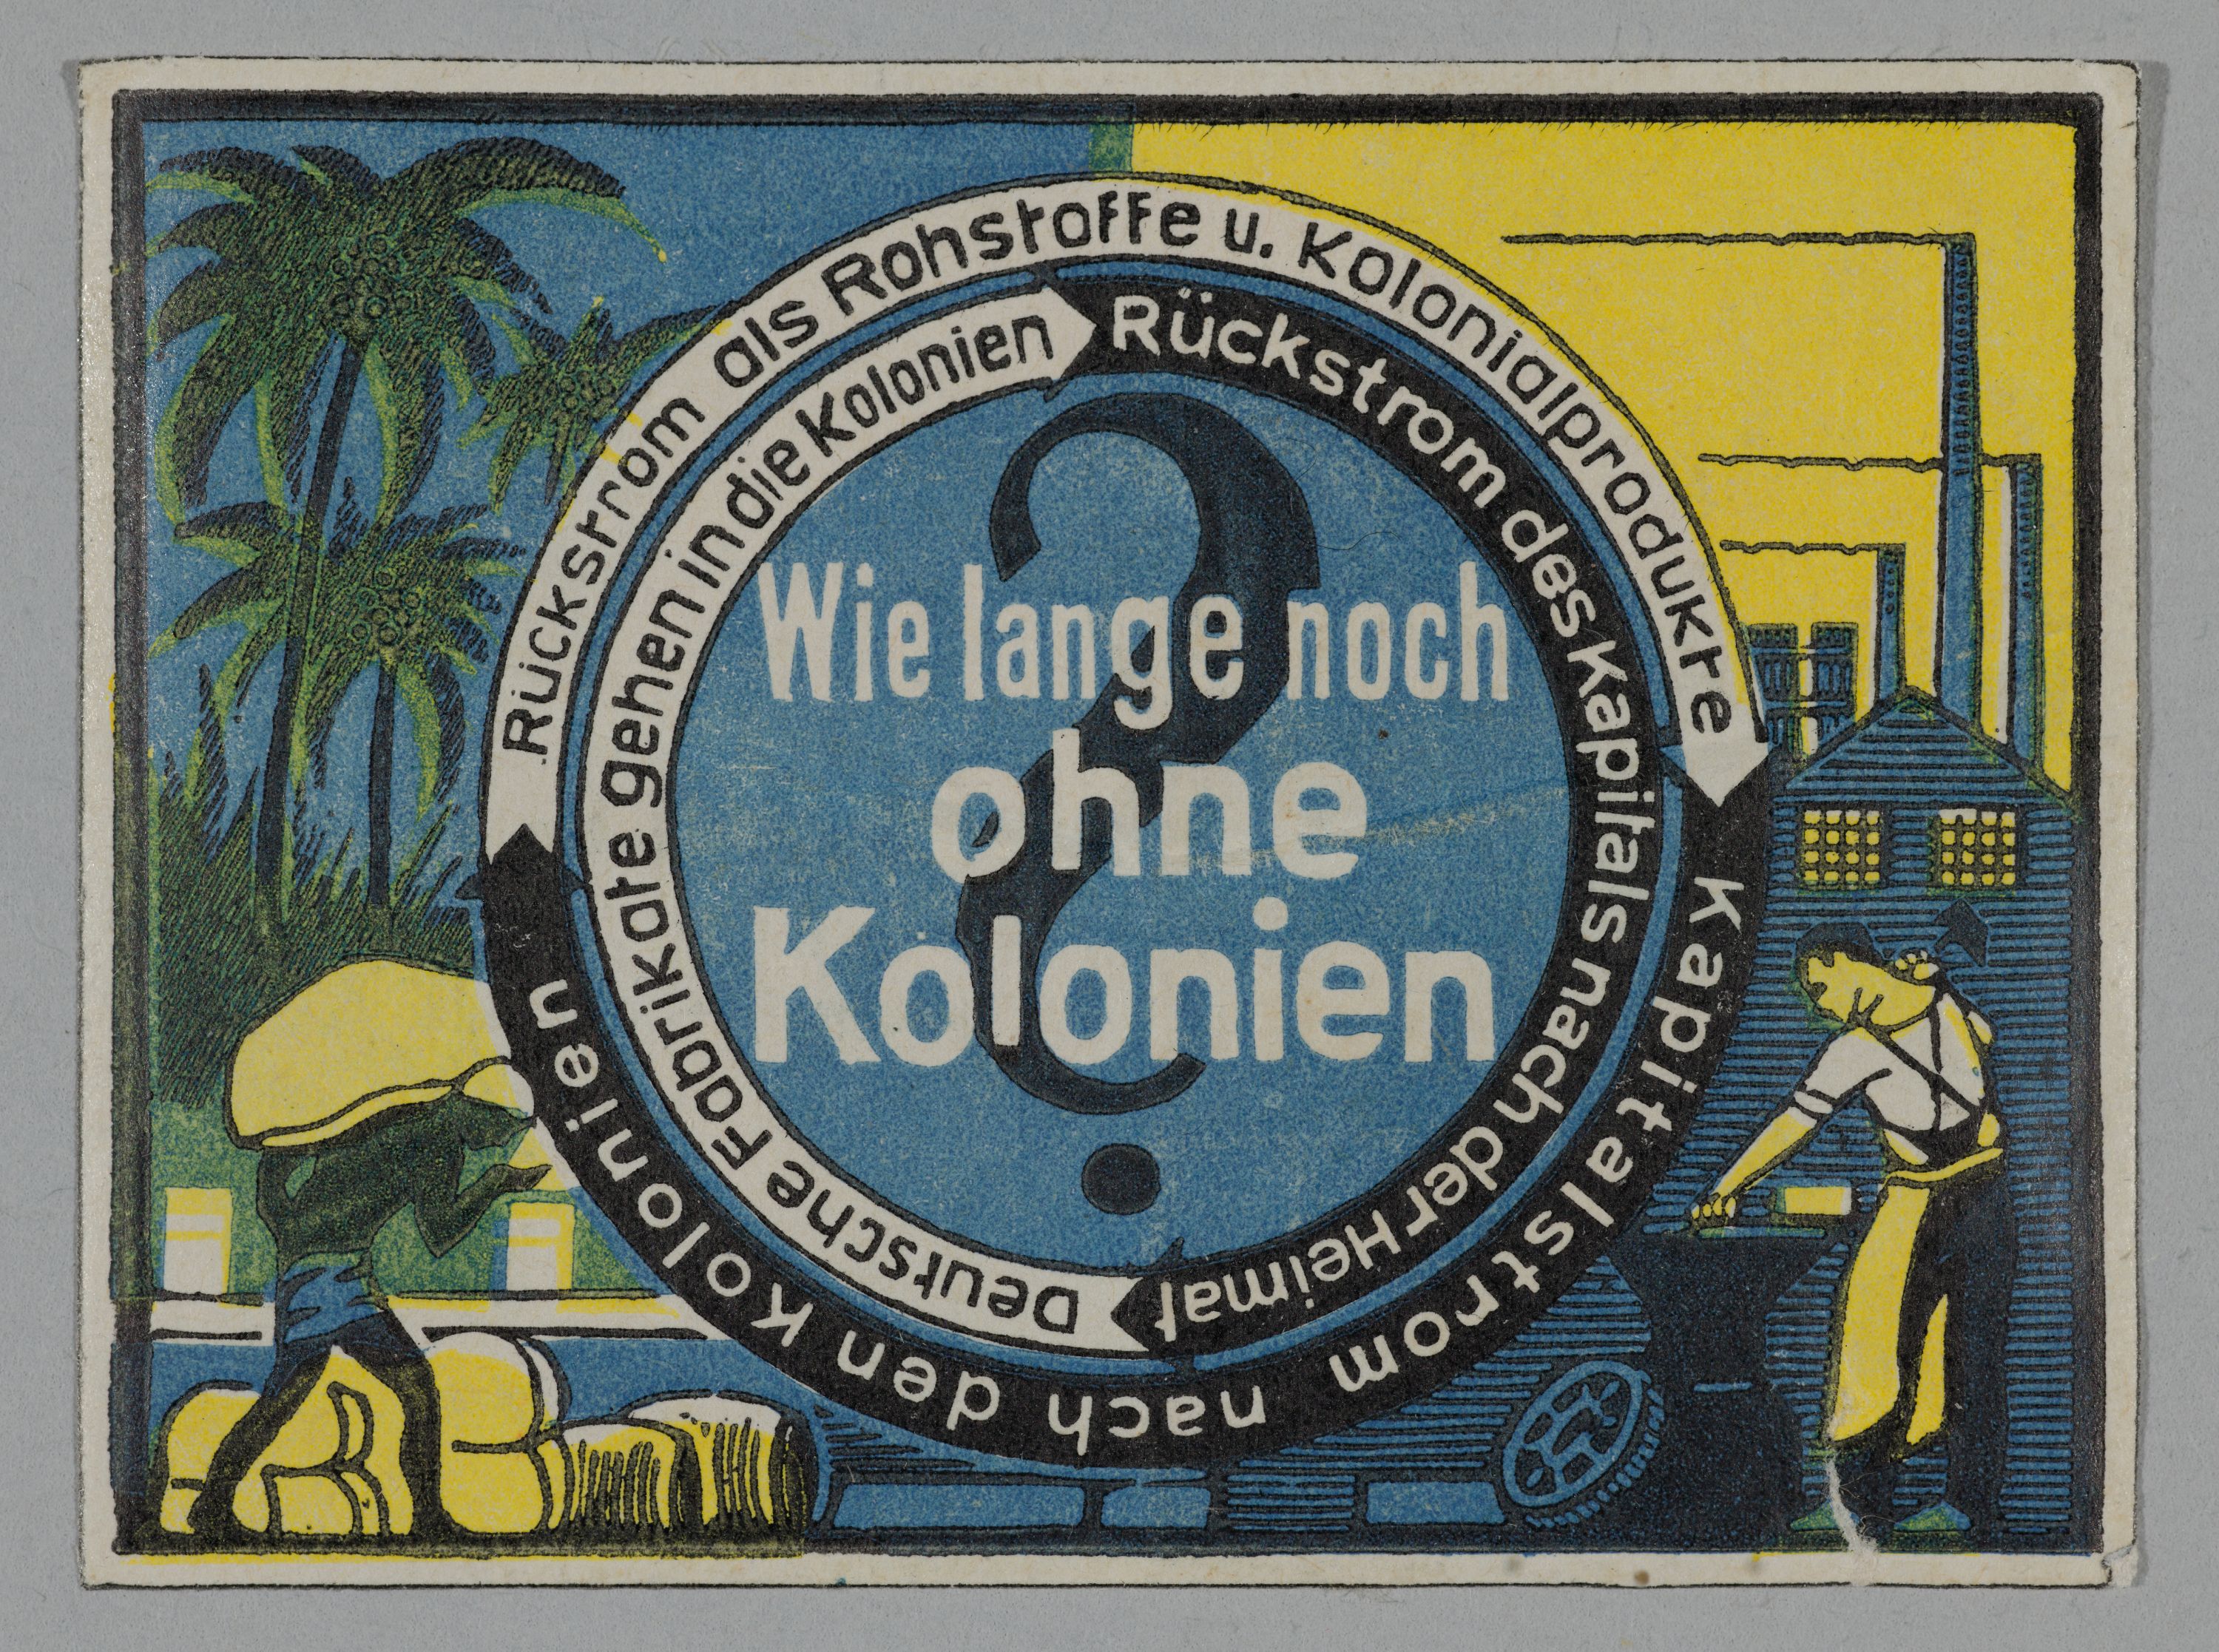 Rückstrom als Rohstoffe u. Kolonialprodukte
Kapitalstrom nach den Kolonien
Deutsche Fabrikate gehen in die Kolonien
Rückstrom des Kapitals nach der Heimat
Wie lange noch
ohne
Kolonien
?